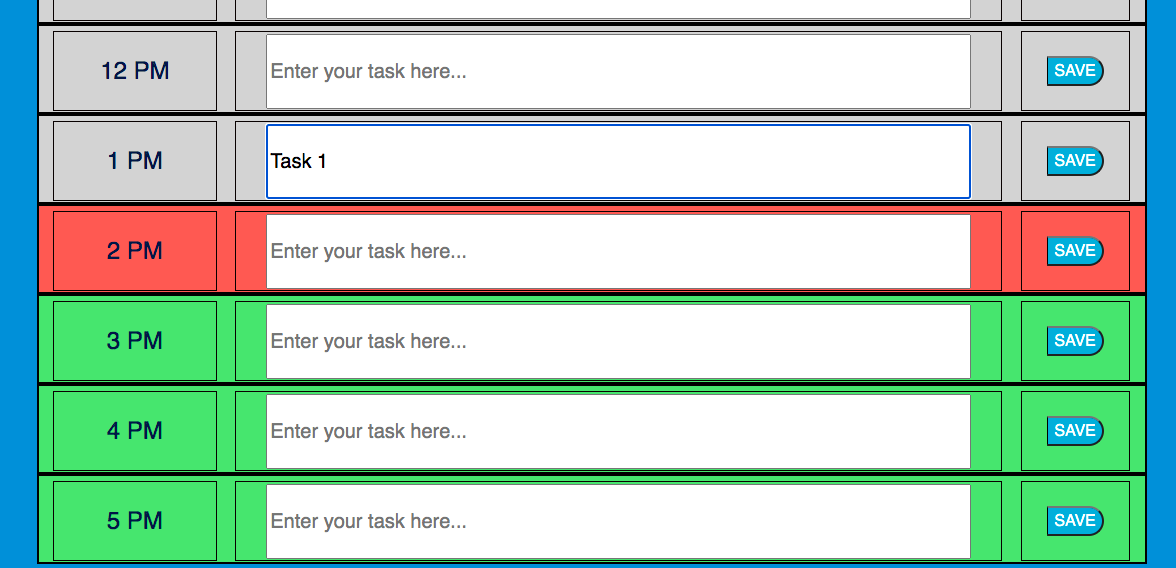 12 PM Enter your task here... SAVE
1 PM Task 1 SAVE
2 PM Enter your task here... SAVE
3 PM Enter your task here... SAVE
4 PM Enter your task here... SAVE
5 PM Enter your task here... SAVE